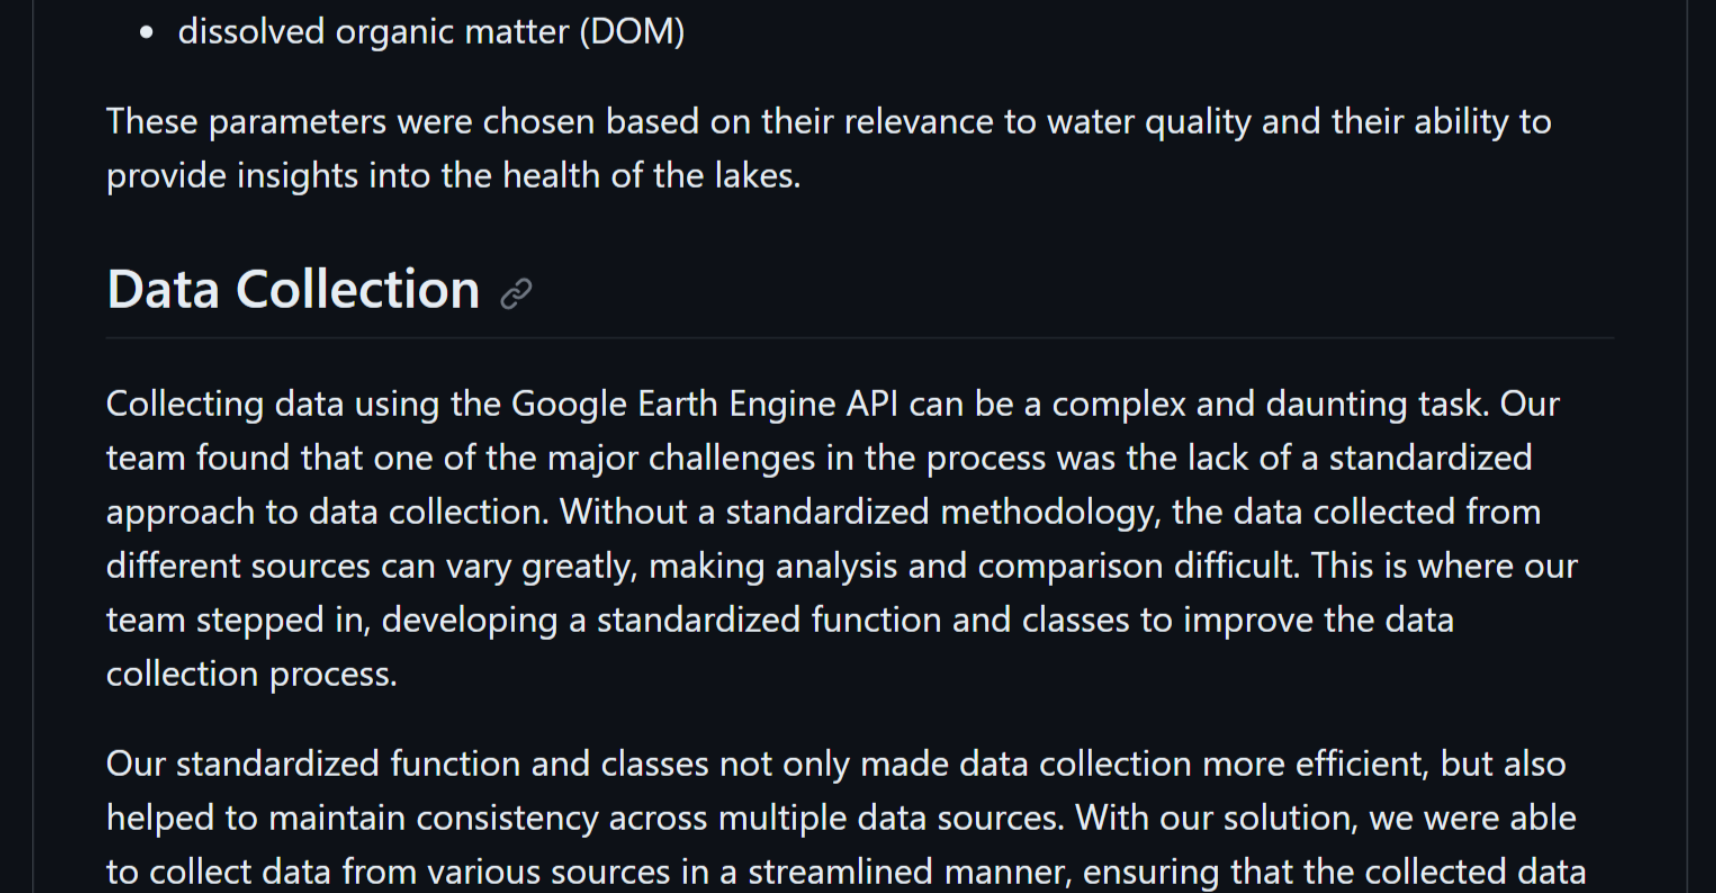 • dissolved organic matter (DOM)
These parameters were chosen based on their relevance to water quality and their ability to
provide insights into the health of the lakes.
Data Collection
Collecting data using the Google Earth Engine API can be a complex and daunting task. Our
team found that one of the major challenges in the process was the lack of a standardized
approach to data collection. Without a standardized methodology, the data collected from
different sources can vary greatly, making analysis and comparison difficult. This is where our
team stepped in, developing a standardized function and classes to improve the data
collection process.
Our standardized function and classes not only made data collection more efficient, but also
helped to maintain consistency across multiple data sources. With our solution, we were able
to collect data from various sources in a streamlined manner, ensuring that the collected data